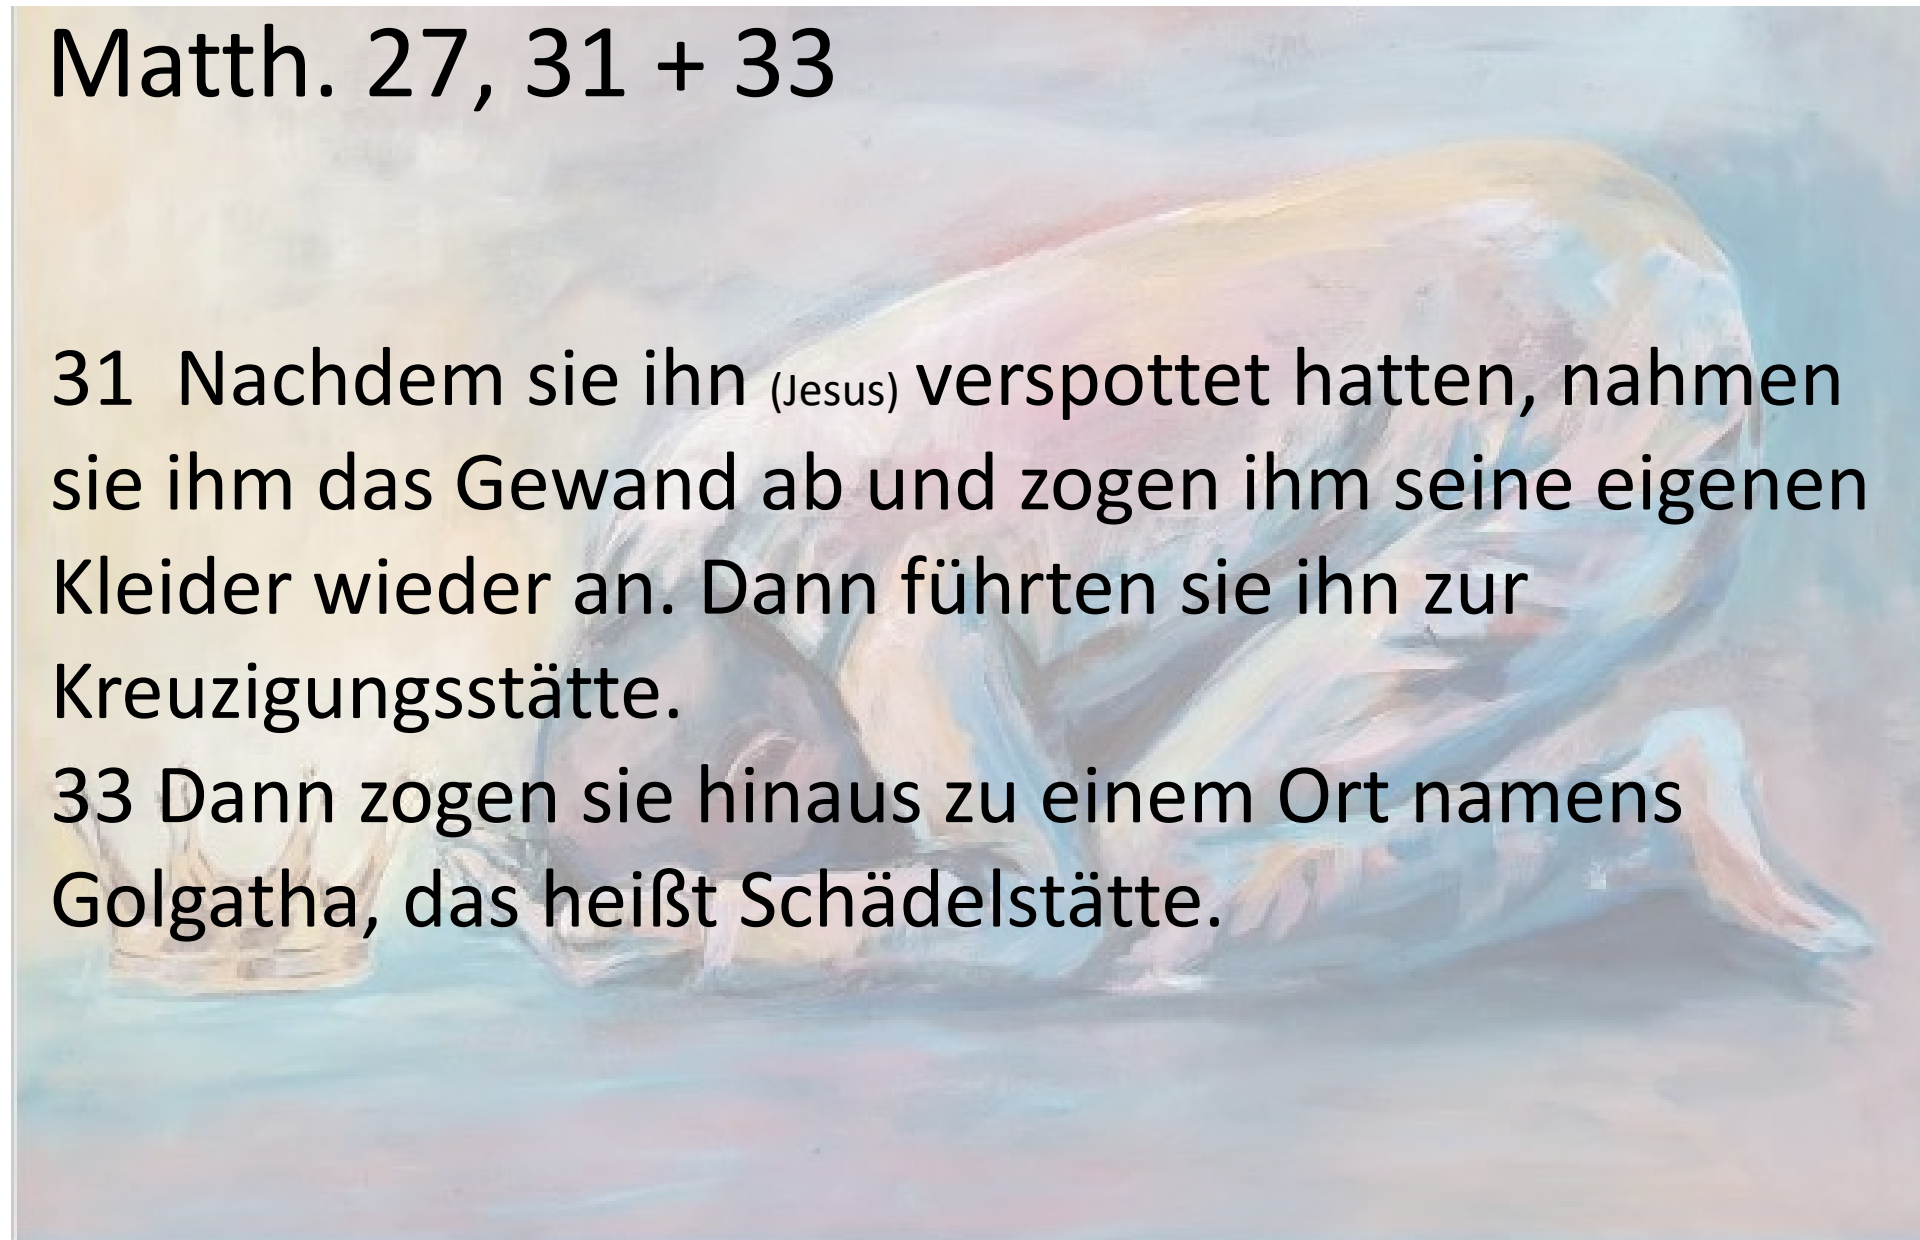 Matth. 27, 31 + 33
31  Nachdem sie ihn (Jesus) verspottet hatten, nahmen
sie ihm das Gewand ab und zogen ihm seine eigenen
Kleider wieder an. Dann führten sie ihn zur
Kreuzigungsstätte.
33 Dann zogen sie hinaus zu einem Ort namens
Golgatha, das heißt Schädelstätte.